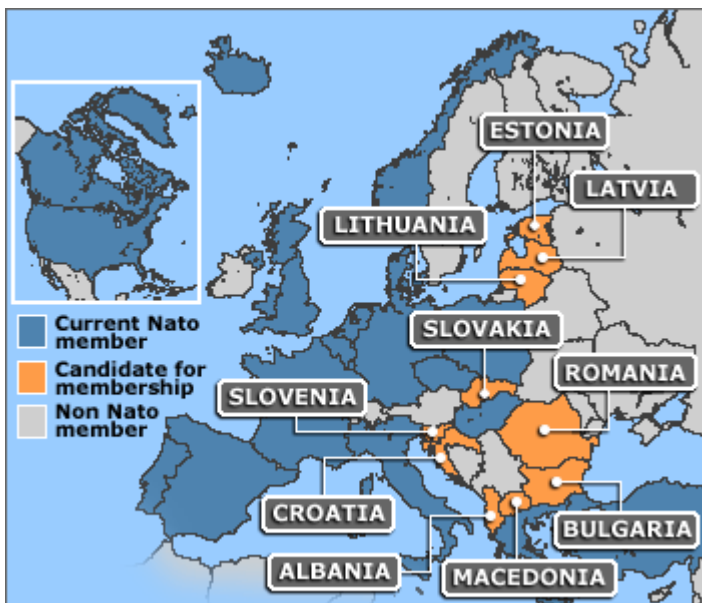 ESTONIA
LATVIA
LITHUANIA
Current Nato
member
Candidate for
membership
Non Nato
member
SLOVAKIA
ROMANIA
SLOVENIA
CROATIA
BULGARIA
ALBANIA
MACEDONIA